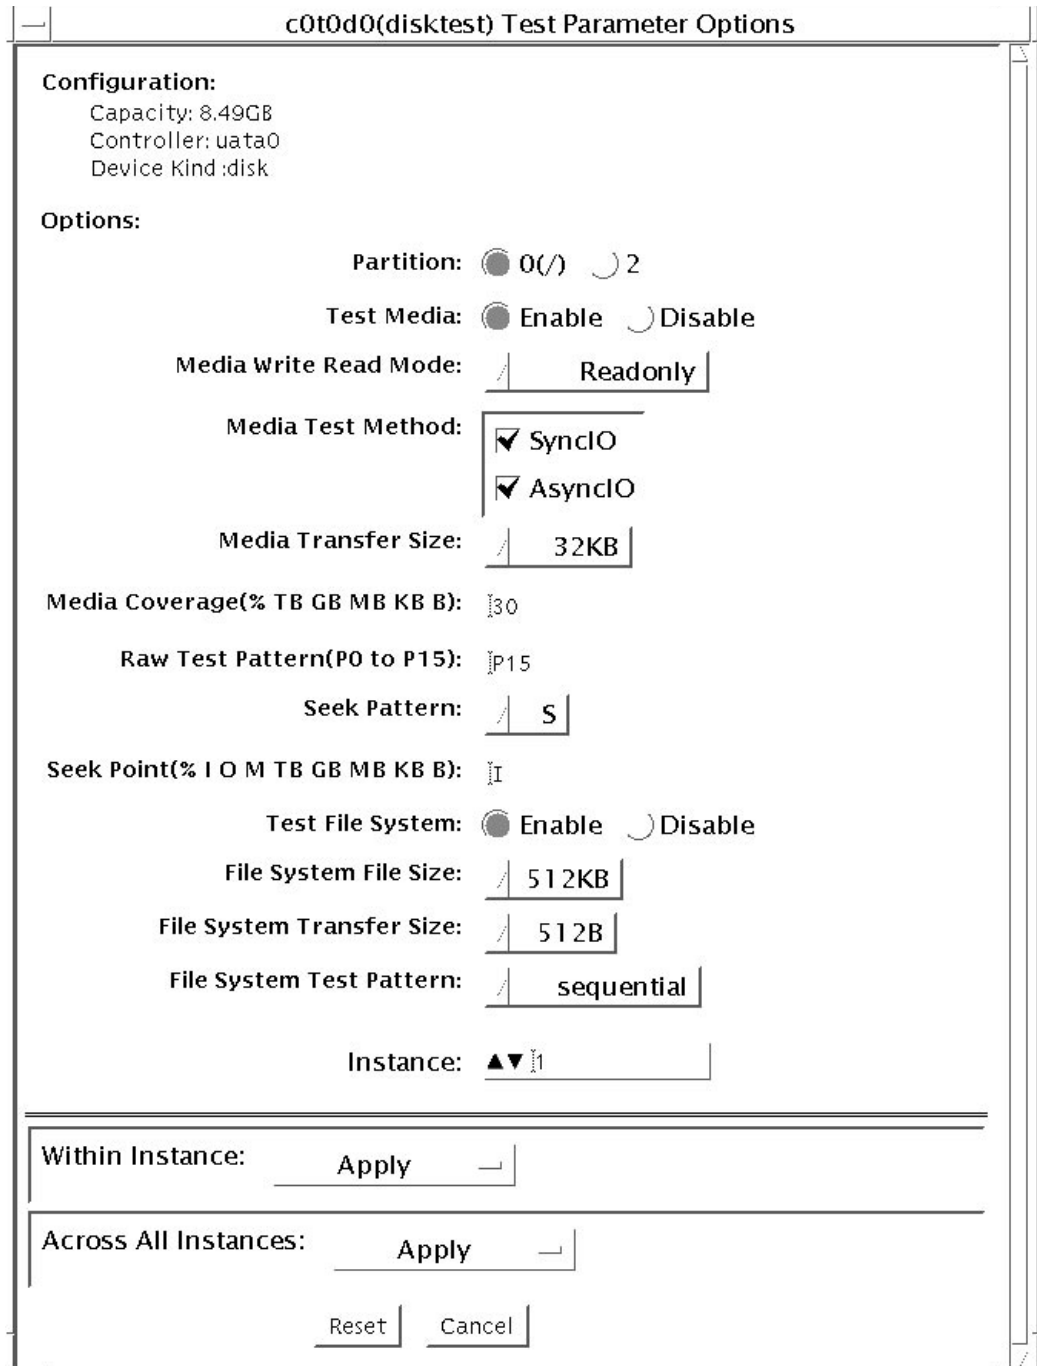 c0t0d0(disktest) Test Parameter Options
Configuration:
Capacity: 8.49GB
Controller: uata0
Device Kind :disk
Options:
Partition: 0(/) 2
Test Media: Enable Disable
Media Write Read Mode: Readonly
Media Test Method: SyncIO
AsyncIO
Media Transfer Size: 32KB
Media Coverage(% TB GB MB KB B): 30
Raw Test Pattern(P0 to P15): P15
Seek Pattern: S
Seek Point(% I O M TB GB MB KB B): I
Test File System: Enable Disable
File System File Size: 512KB
File System Transfer Size: 512B
File System Test Pattern: sequential
Instance: 1
Within Instance: Apply
Across All Instances: Apply
Reset Cancel